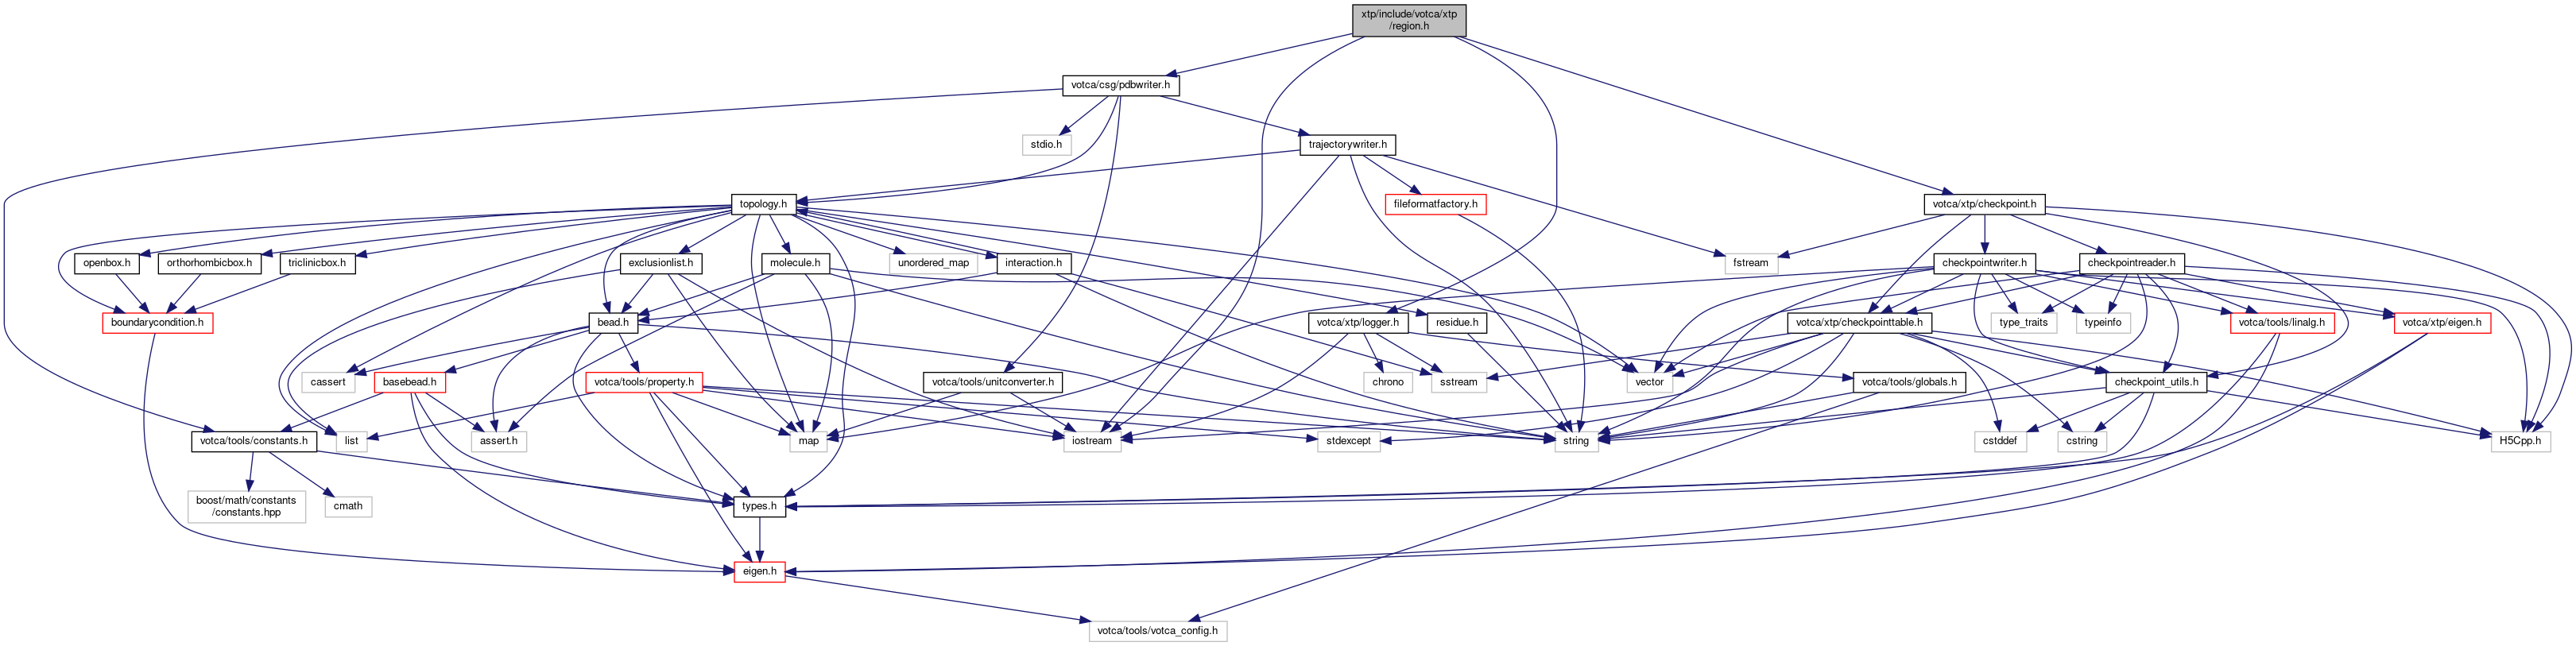 xtp/include/votca/xtp
/region.h
votca/csg/pdbwriter.h
stdio.h
trajectorywriter.h
topology.h
fileformatfactory.h
votca/xtp/checkpoint.h
openbox.h
orthorhombicbox.h
triclinicbox.h
exclusionlist.h
molecule.h
unordered_map
interaction.h
fstream
checkpointwriter.h
checkpointreader.h
boundarycondition.h
bead.h
votca/xtp/logger.h
residue.h
votca/xtp/checkpointtable.h
type_traits
typeinfo
votca/tools/linalg.h
votca/xtp/eigen.h
cassert
basebead.h
votca/tools/property.h
votca/tools/unitconverter.h
chrono
sstream
vector
votca/tools/globals.h
checkpoint_utils.h
votca/tools/constants.h
list
assert.h
map
iostream
stdexcept
string
cstddef
cstring
H5Cpp.h
boost/math/constants
/constants.hpp
cmath
types.h
eigen.h
votca/tools/votca_config.h